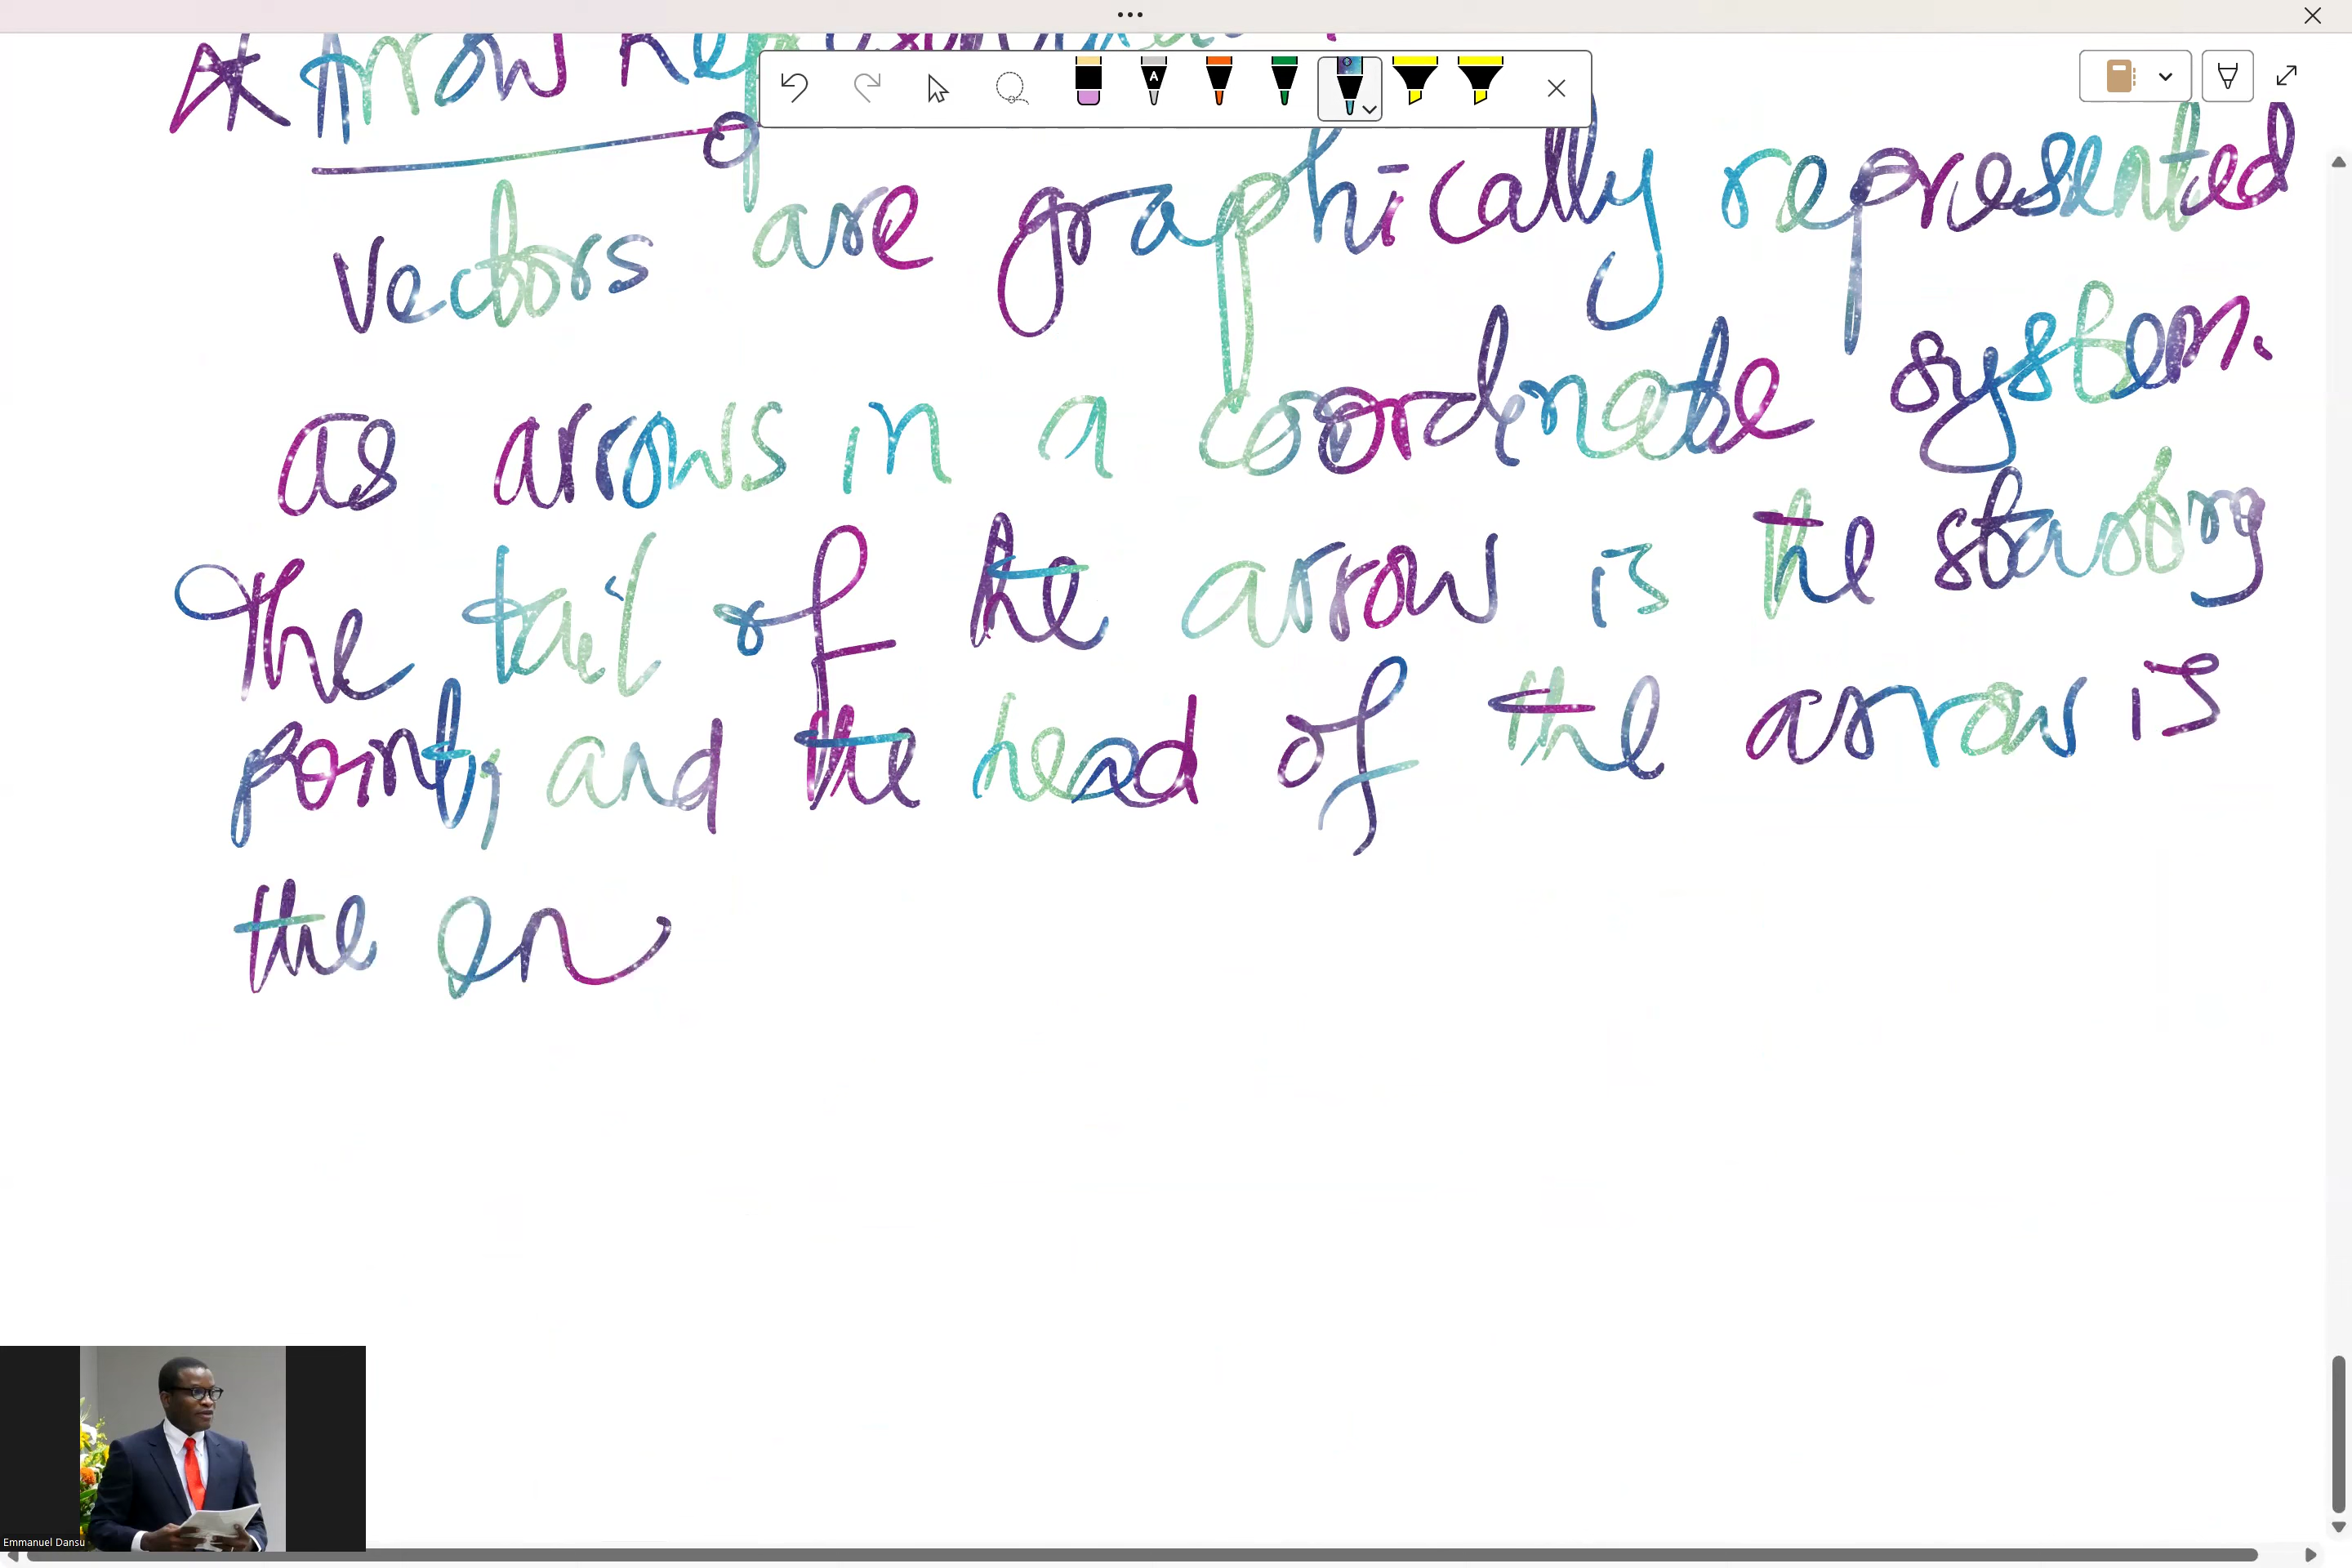 * Arrow
vectors are graphically represented
as arrows in a coordinate system.
The tail of the arrow is the starting
point, and the head of the arrow is
the en
A
Emmanuel Dansu